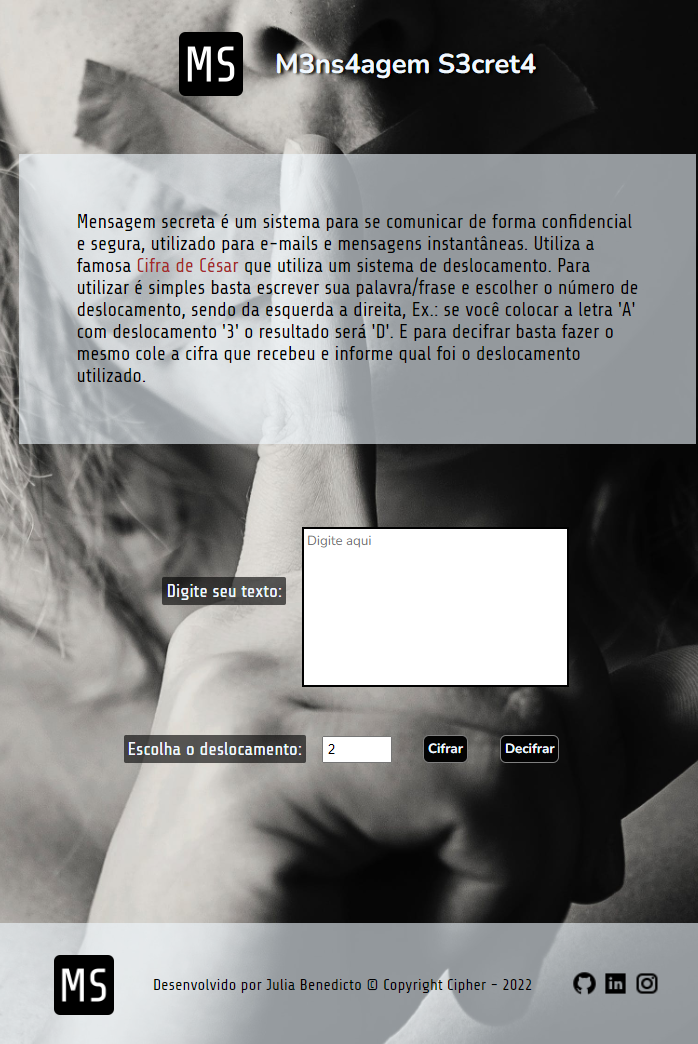 MS
M3ns4agem S3cret4
Mensagem secreta é um sistema para se comunicar de forma confidencial
e segura, utilizado para e-mails e mensagens instantâneas. Utiliza a
famosa Cifra de César que utiliza um sistema de deslocamento. Para
utilizar é simples basta escrever sua palavra/frase e escolher o número de
deslocamento, sendo da esquerda a direita, Ex.: se você colocar a letra 'A'
com deslocamento '3' o resultado será 'D'. E para decifrar basta fazer o
mesmo cole a cifra que recebeu e informe qual foi o deslocamento
utilizado.
Digite seu texto:
Digite aqui
Escolha o deslocamento: 2 Cifrar Decifrar
MS
Desenvolvido por Julia Benedicto © Copyright Cipher - 2022
in